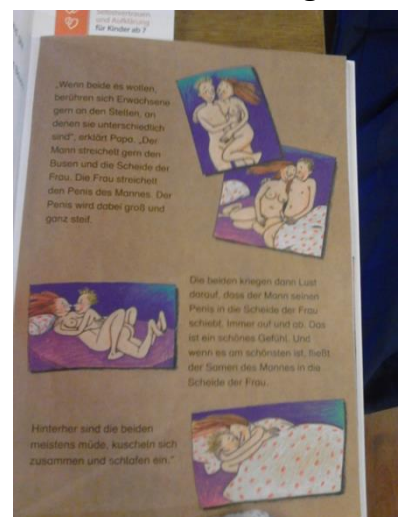 Selbstvertrauen
und Aufklärung
für Kinder ab 7
„Wenn beide es wollen,
berühren sich Erwachsene
gern an den Stellen, an
denen sie unterschiedlich
sind“, erklärt Papa. „Der
Mann streichelt gern den
Busen und die Scheide der
Frau. Die Frau streichelt
den Penis des Mannes. Der
Penis wird dabei groß und
ganz steif.
Die beiden kriegen dann Lust
darauf, dass der Mann seinen
Penis in die Scheide der Frau
schiebt. Immer auf und ab. Das
ist ein schönes Gefühl. Und
wenn es am schönsten ist, fließt
der Samen des Mannes in die
Scheide der Frau.
Hinterher sind die beiden
meistens müde, kuscheln sich
zusammen und schlafen ein.“